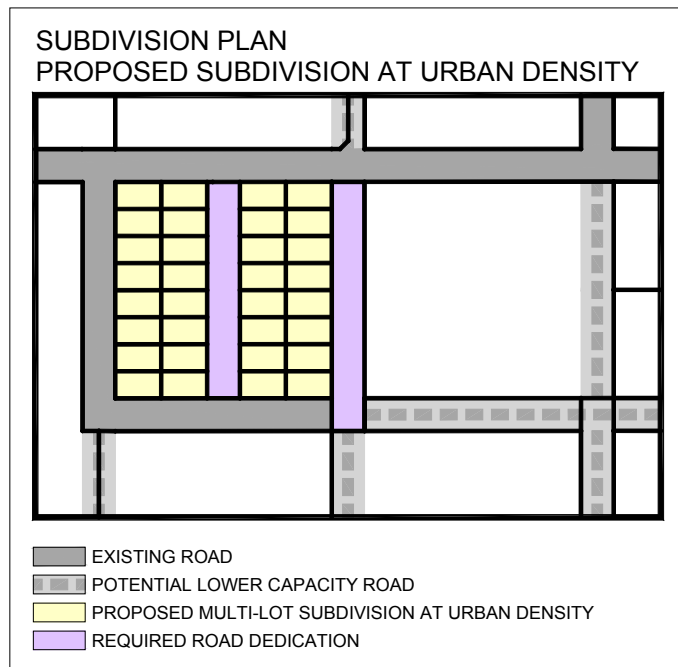 SUBDIVISION PLAN
PROPOSED SUBDIVISION AT URBAN DENSITY
EXISTING ROAD
POTENTIAL LOWER CAPACITY ROAD
PROPOSED MULTI-LOT SUBDIVISION AT URBAN DENSITY
REQUIRED ROAD DEDICATION